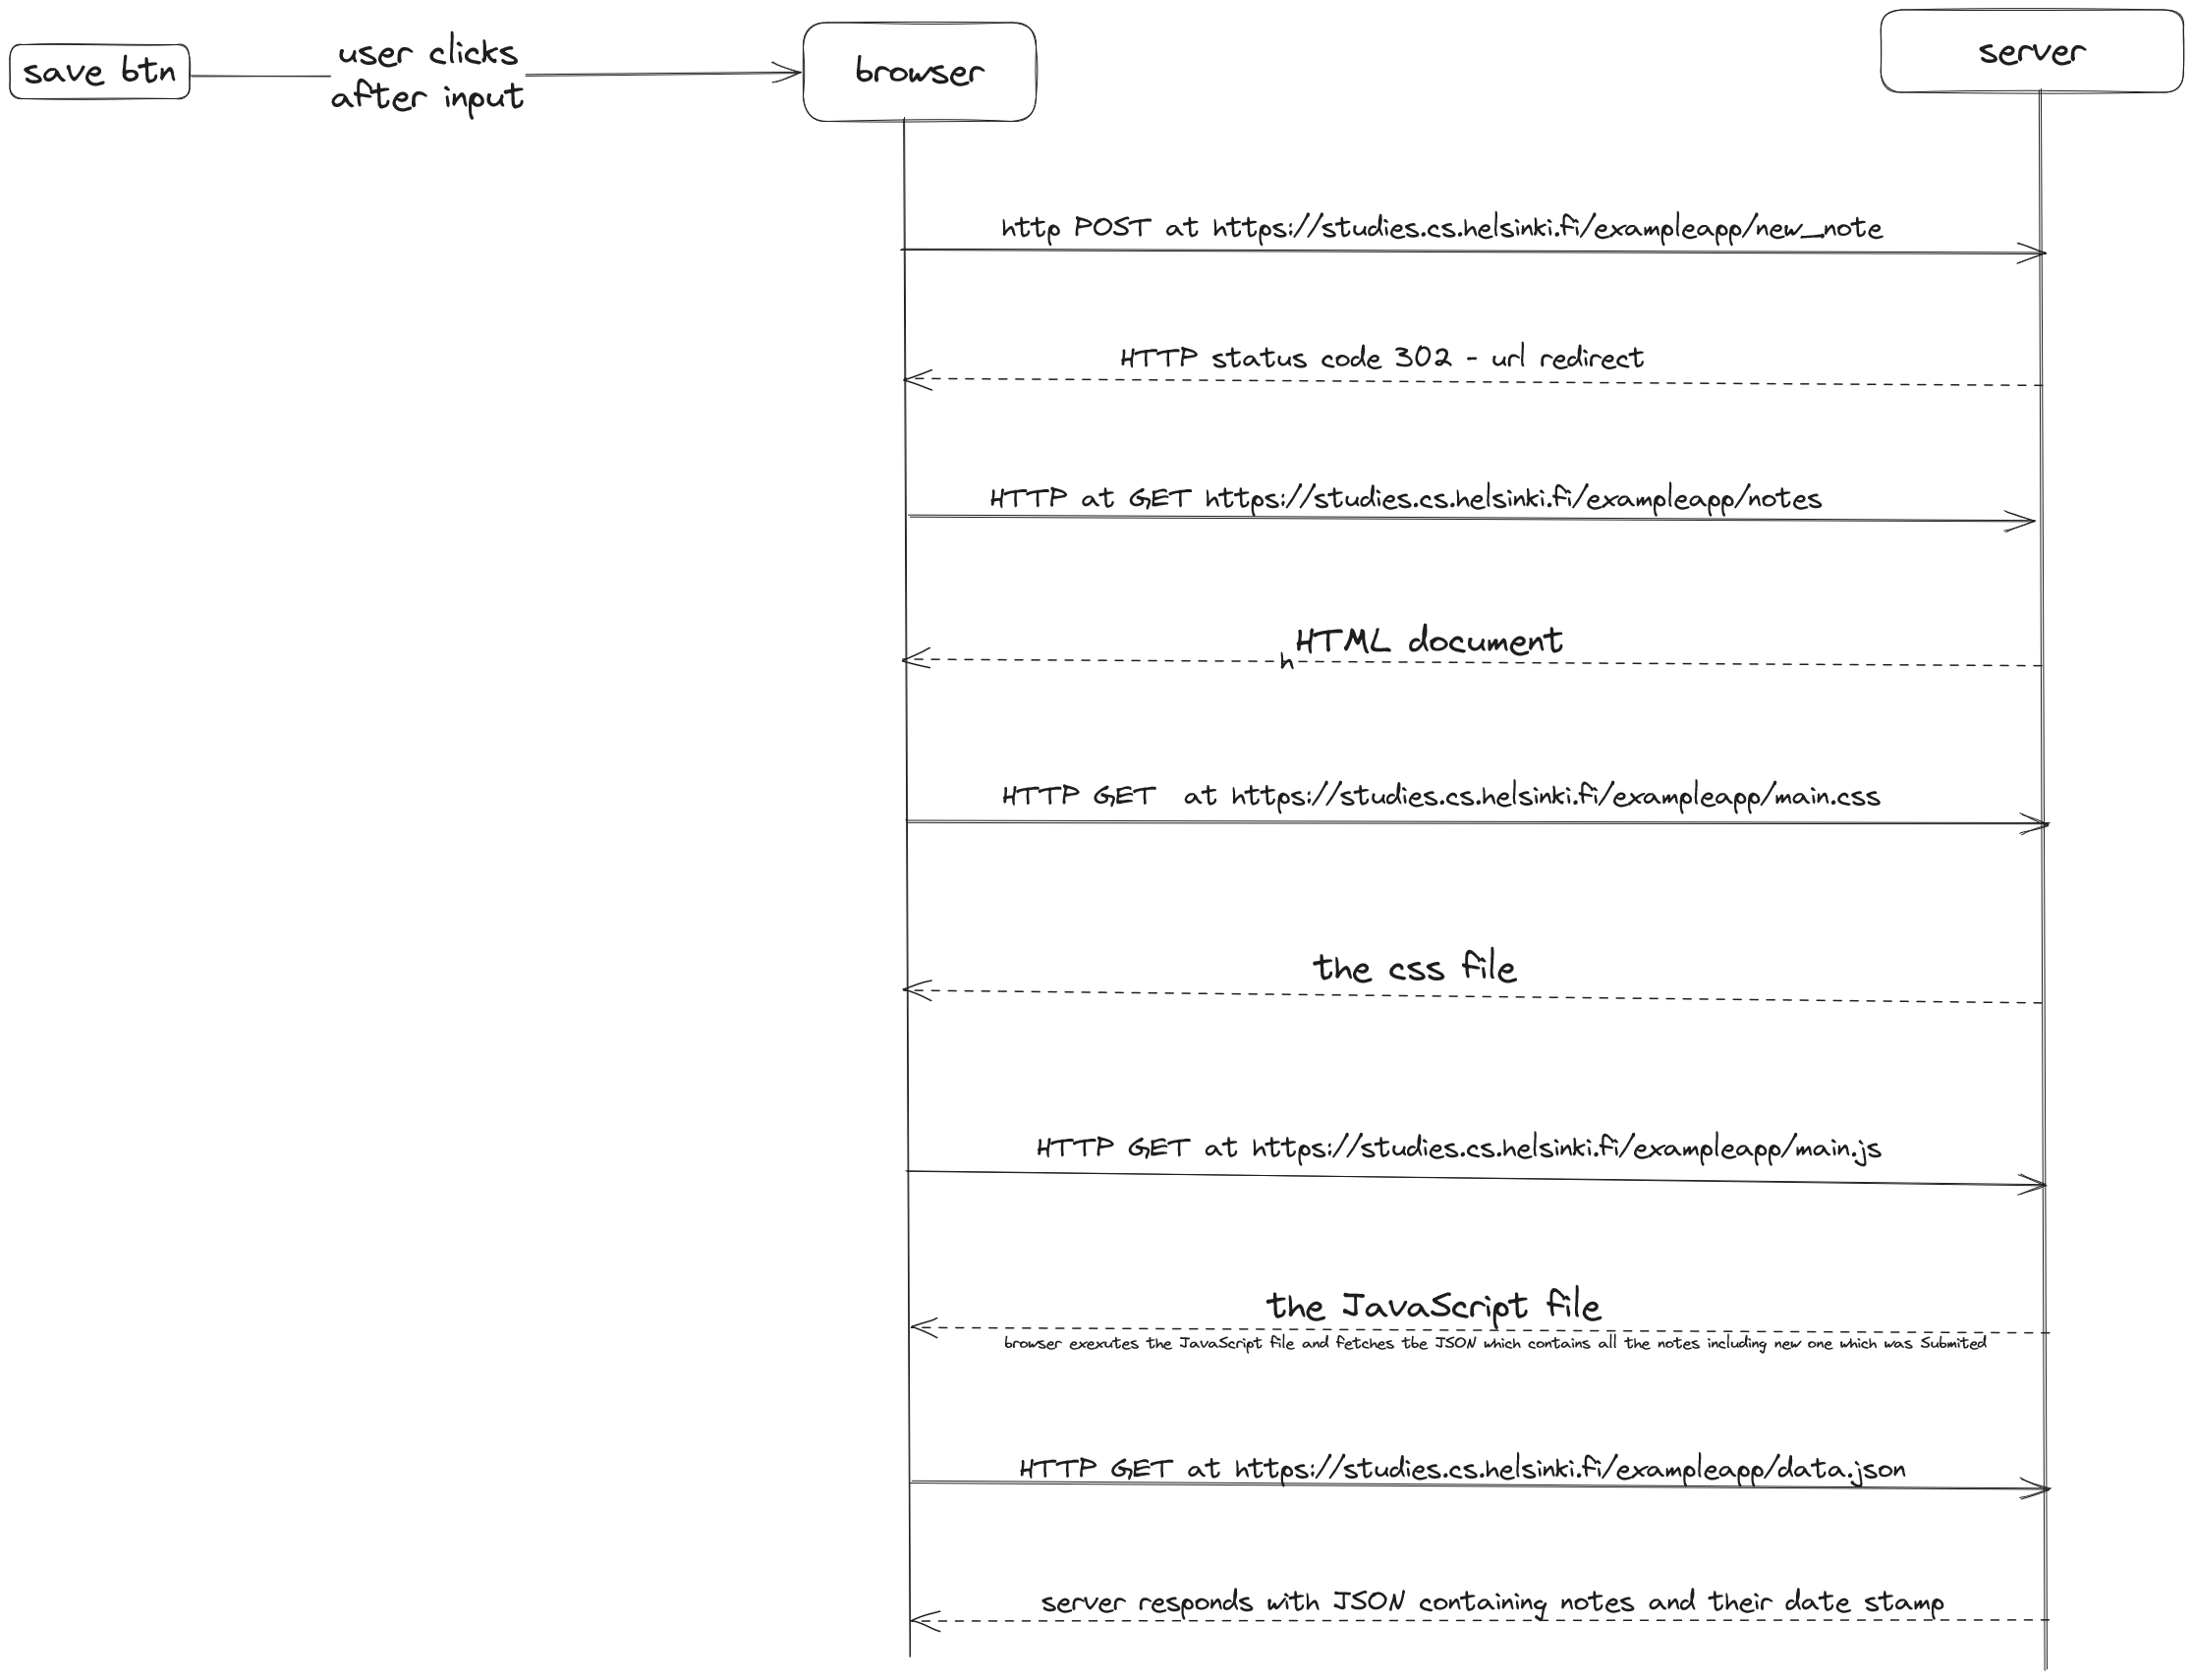 save btn
user clicks
after input
browser
server
http POST at https://studies.cs.helsinki.fi/exampleapp/new_note
HTTP status code 302 - url redirect
HTTP at GET https://studies.cs.helsinki.fi/exampleapp/notes
HTML document
h
HTTP GET  at https://studies.cs.helsinki.fi/exampleapp/main.css
the css file
HTTP GET at https://studies.cs.helsinki.fi/exampleapp/main.js
the JavaScript file
browser exexutes the JavaScript file and fetches tbe JSON which contains all the notes including new one which was Submited
HTTP GET at https://studies.cs.helsinki.fi/exampleapp/data.json
server responds with JSON containing notes and their date stamp